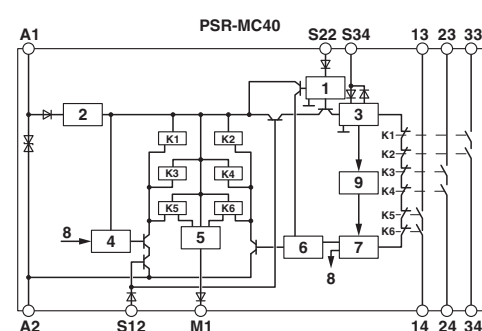 PSR-MC40
A1 S22 S34 13 23 33
1
2 3
K1 K2 K1
K2
K3 K4 K3
9
K4
K5 K6 K5
8 4 5 6 7 K6
8
A2 S12 M1 14 24 34